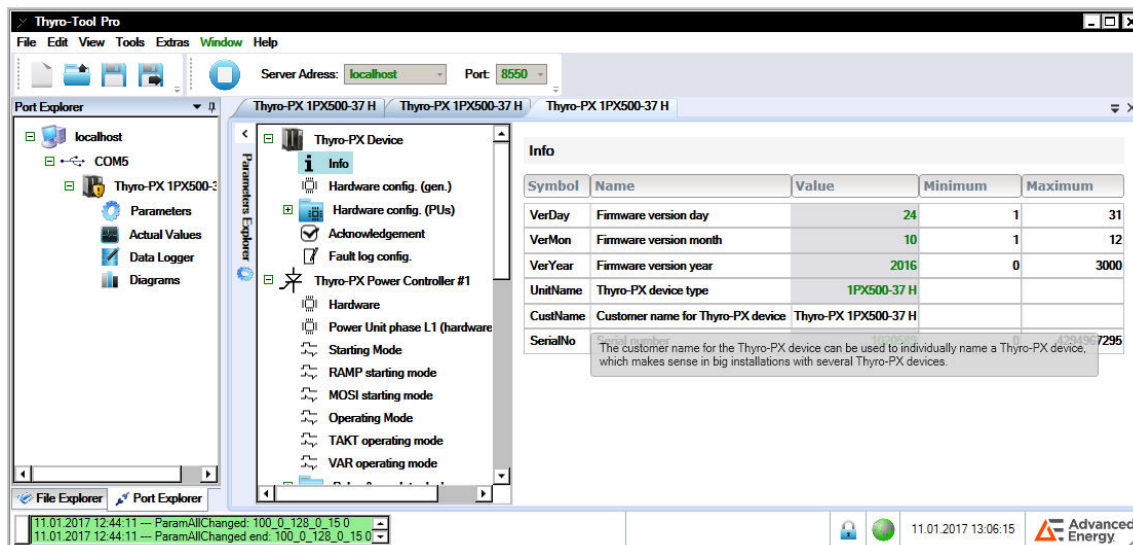 Thyro-Tool Pro
File Edit View Tools Extras Window Help
Server Adress: localhost Port: 8550
Port Explorer
localhost
COM5
Thyro-PX 1PX500-3
Parameters
Actual Values
Data Logger
Diagrams
File Explorer Port Explorer
Thyro-PX 1PX500-37 H Thyro-PX 1PX500-37 H Thyro-PX 1PX500-37 H
Parameters Explorer
Thyro-PX Device
Info
Hardware config. (gen.)
Hardware config. (PUs)
Acknowledgement
Fault log config.
Thyro-PX Power Controller #1
Hardware
Power Unit phase L1 (hardware
Starting Mode
RAMP starting mode
MOSI starting mode
Operating Mode
TAKT operating mode
VAR operating mode
Info
Symbol Name Value Minimum Maximum
VerDay Firmware version day 24 1 31
VerMon Firmware version month 10 1 12
VerYear Firmware version year 2016 0 3000
UnitName Thyro-PX device type 1PX500-37 H
CustName Customer name for Thyro-PX device Thyro-PX 1PX500-37 H
SerialNo Serial number 0 4294967295
The customer name for the Thyro-PX device can be used to individually name a Thyro-PX device,
which makes sense in big installations with several Thyro-PX devices.
11.01.2017 12:44:11 --- ParamAllChanged: 100_0_128_0_15 0
11.01.2017 12:44:11 --- ParamAllChanged end: 100_0_128_0_15 0
11.01.2017 13:06:15
Advanced
Energy